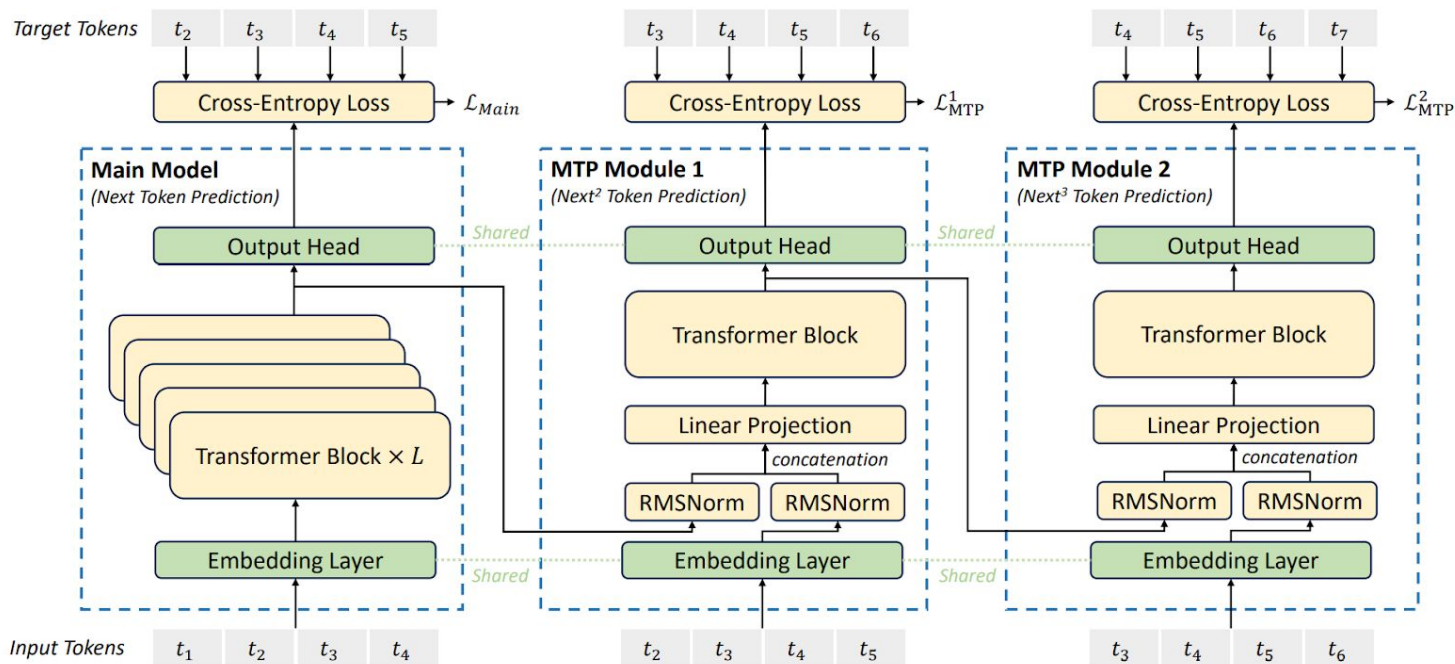 Target Tokens t₂ t₃ t₄ t₅ t₃ t₄ t₅ t₆ t₄ t₅ t₆ t₇
Cross-Entropy Loss ℒ_Main Cross-Entropy Loss ℒ¹_MTP Cross-Entropy Loss ℒ²_MTP
Main Model
(Next Token Prediction)
MTP Module 1
(Next² Token Prediction)
MTP Module 2
(Next³ Token Prediction)
Output Head Shared Output Head Shared Output Head
Transformer Block × L
Transformer Block
Linear Projection
concatenation
RMSNorm RMSNorm
Transformer Block
Linear Projection
concatenation
RMSNorm RMSNorm
Embedding Layer Shared Embedding Layer Shared Embedding Layer
Input Tokens t₁ t₂ t₃ t₄ t₂ t₃ t₄ t₅ t₃ t₄ t₅ t₆